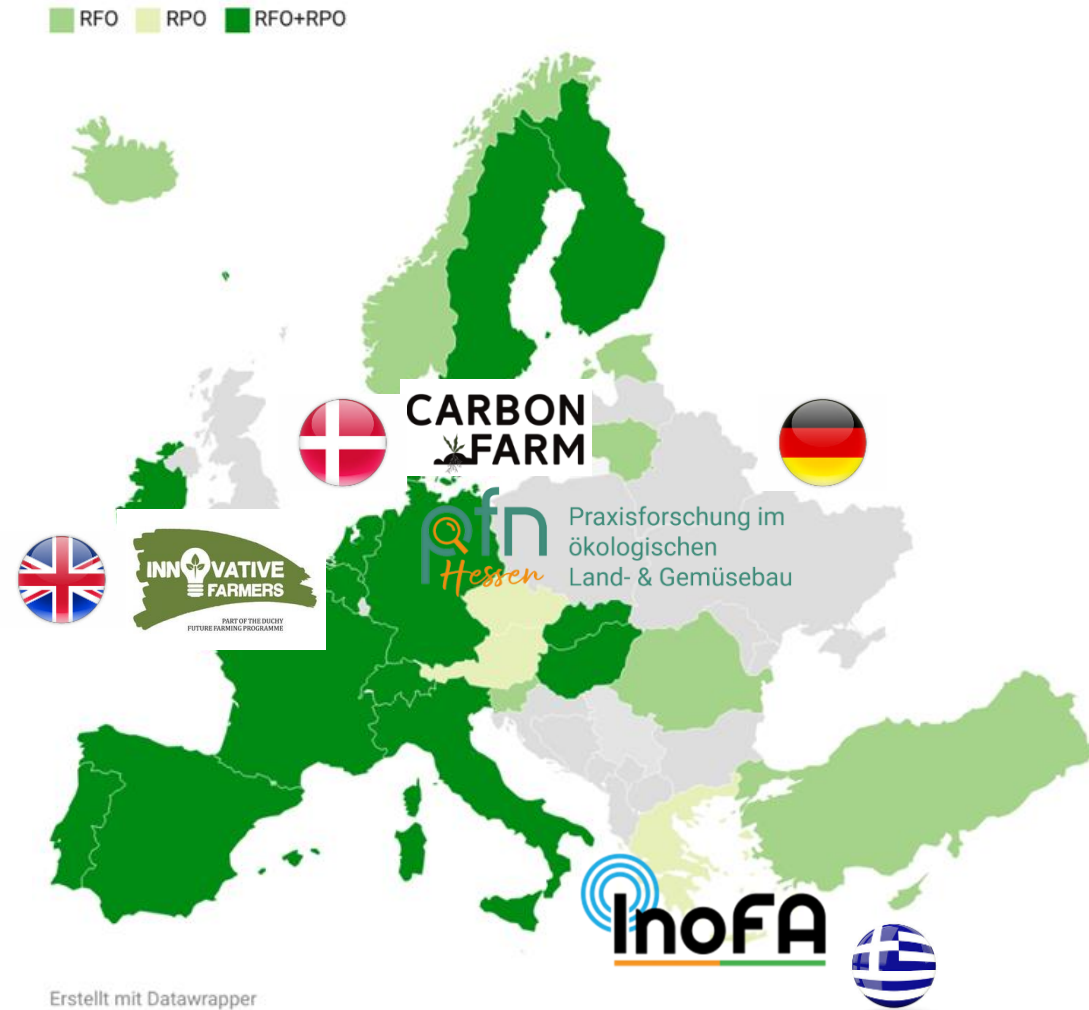 RFO RPO RFO+RPO
CARBON
FARM
pfn
Hessen
Praxisforschung im
ökologischen
Land- & Gemüsebau
INNOVATIVE
FARMERS
PART OF THE DUCHY
FUTURE FARMING PROGRAMME
InoFA
Erstellt mit Datawrapper